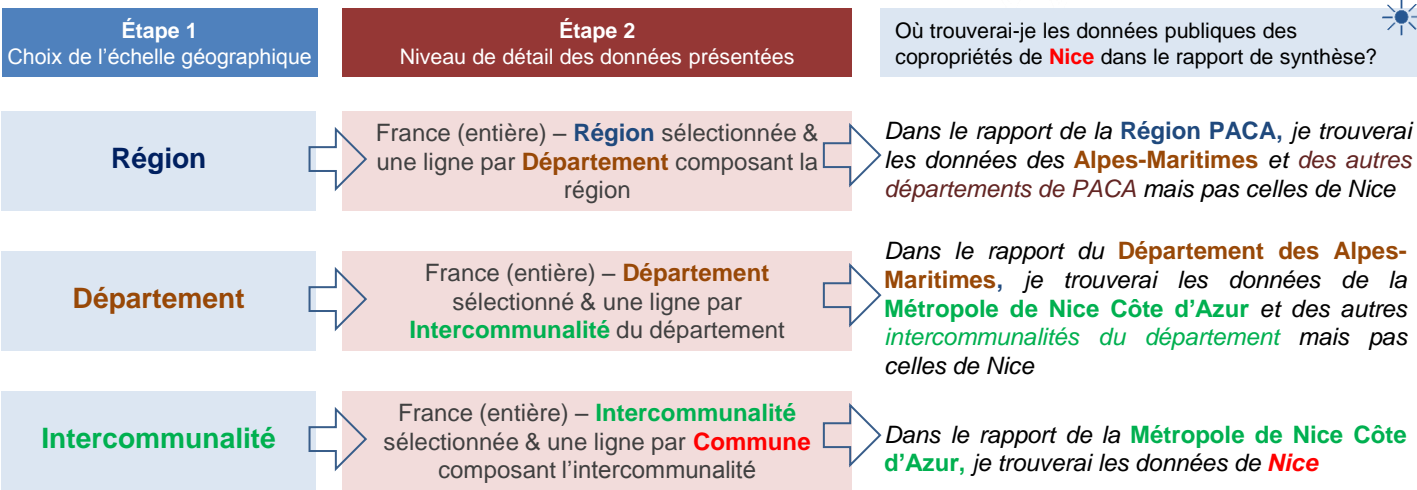 Étape 1
Choix de l'échelle géographique
Étape 2
Niveau de détail des données présentées
Où trouverai-je les données publiques des
copropriétés de Nice dans le rapport de synthèse?
Région
France (entière) – Région sélectionnée &
une ligne par Département composant la
région
Dans le rapport de la Région PACA, je trouverai
les données des Alpes-Maritimes et des autres
départements de PACA mais pas celles de Nice
Département
France (entière) – Département
sélectionné & une ligne par
Intercommunalité du département
Dans le rapport du Département des Alpes-
Maritimes, je trouverai les données de la
Métropole de Nice Côte d'Azur et des autres
intercommunalités du département mais pas
celles de Nice
Intercommunalité
France (entière) – Intercommunalité
sélectionnée & une ligne par Commune
composant l'intercommunalité
Dans le rapport de la Métropole de Nice Côte
d'Azur, je trouverai les données de Nice